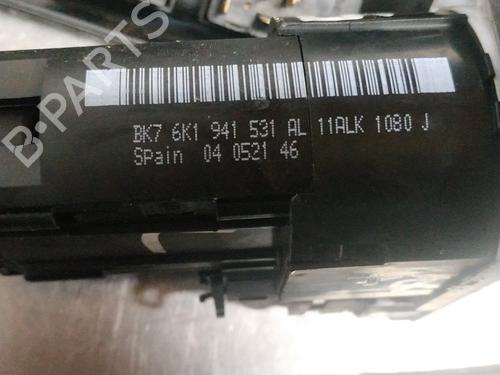 BK7 6K1 941 531 AL 11ALK 1080 J
SPain 04 0521 46
B-PARTS